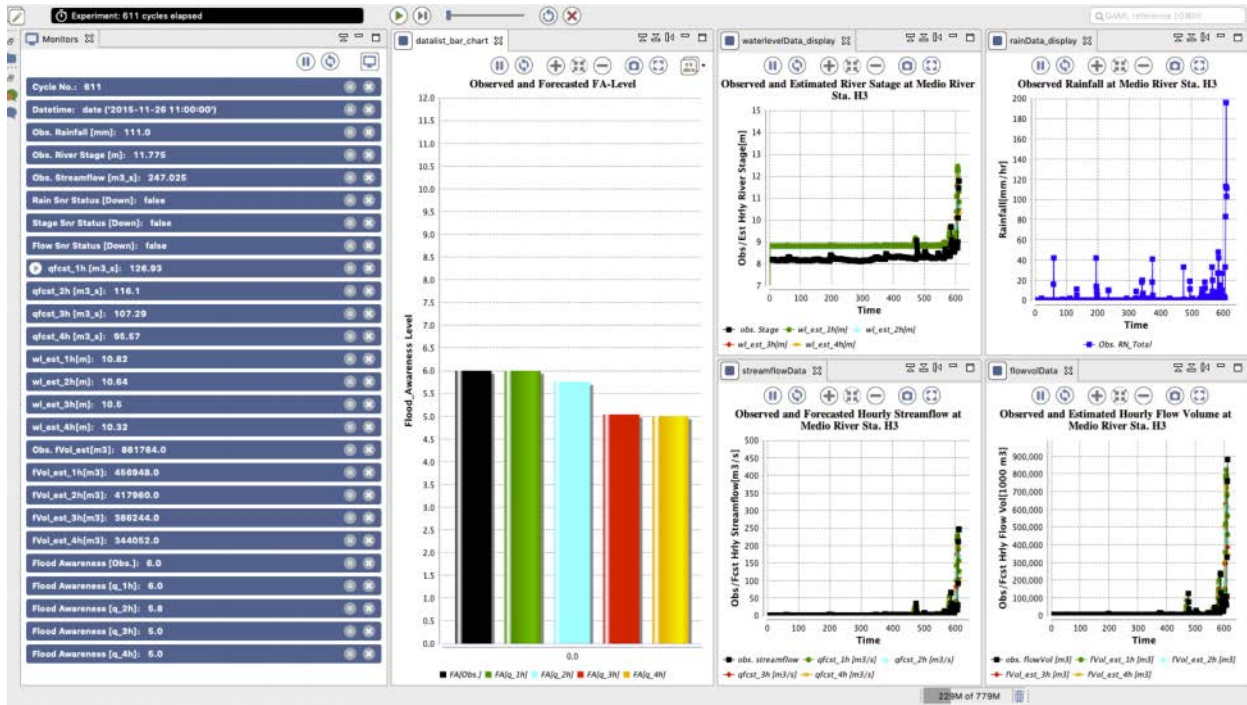 Experiment: 611 cycles elapsed
Monitors
Cycle No.: 611
Datetime: date ('2015-11-26 11:00:00')
Obs. Rainfall [mm]: 111.0
Obs. River Stage [m]: 11.775
Obs. Streamflow [m3_s]: 247.025
Rain Snr Status [Down]: false
Stage Snr Status [Down]: false
Flow Snr Status [Down]: false
qfcst_1h [m3_s]: 126.93
qfcst_2h [m3_s]: 116.1
qfcst_3h [m3_s]: 107.29
qfcst_4h [m3_s]: 95.57
wl_est_1h[m]: 10.82
wl_est_2h[m]: 10.64
wl_est_3h[m]: 10.5
wl_est_4h[m]: 10.32
Obs. fVol_est[m3]: 881784.0
fVol_est_1h[m3]: 456948.0
fVol_est_2h[m3]: 417960.0
fVol_est_3h[m3]: 386244.0
fVol_est_4h[m3]: 344052.0
Flood Awareness [Obs.]: 6.0
Flood Awareness [q_1h]: 6.0
Flood Awareness [q_2h]: 5.8
Flood Awareness [q_3h]: 5.0
Flood Awareness [q_4h]: 5.0
datalist_bar_chart
Observed and Forecasted FA-Level
Flood_Awareness Level
12.0
11.5
11.0
10.5
10.0
9.5
9.0
8.5
8.0
7.5
7.0
6.5
6.0
5.5
5.0
4.5
4.0
3.5
3.0
2.5
2.0
1.5
1.0
0.5
0.0
0.0
FA[Obs.] FA[q_1h] FA[q_2h] FA[q_3h] FA[q_4h]
waterlevelData_display
Observed and Estimated River Satage at Medio River
Sta. H3
Obs/Est Hrly River Stage[m]
15
14
13
12
11
10
9
8
7
0 100 200 300 400 500 600
Time
obs. Stage wl_est_1h[m] wl_est_2h[m]
wl_est_3h[m] wl_est_4h[m]
rainData_display
Observed Rainfall at Medio River Sta. H3
Rainfall[mm/hr]
200
180
160
140
120
100
80
60
40
20
0
0 100 200 300 400 500 600
Time
Obs. RN_Total
streamflowData
Observed and Forecasted Hourly Streamflow at
Medio River Sta. H3
Obs/Fcst Hrly Streamflow[m3/s]
500
450
400
350
300
250
200
150
100
50
0
0 100 200 300 400 500 600
Time
obs. streamflow qfcst_1h [m3/s] qfcst_2h [m3/s]
qfcst_3h [m3/s] qfcst_4h [m3/s]
flowvolData
Observed and Estimated Hourly Flow Volume at
Medio River Sta. H3
Obs/Fcst Hrly Flow Vol[1000 m3]
900,000
800,000
700,000
600,000
500,000
400,000
300,000
200,000
100,000
0
0 100 200 300 400 500 600
Time
obs. flowVol [m3] fVol_est_1h [m3] fVol_est_2h [m3]
fVol_est_3h [m3] fVol_est_4h [m3]
229M of 779M